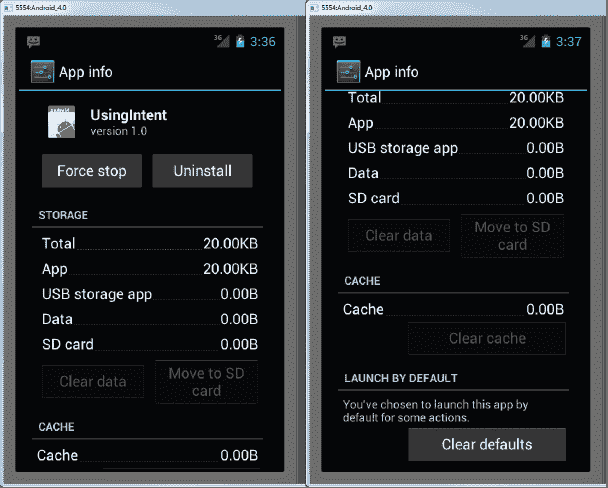 5554:Android_4.0
3G 3:36
App info
UsingIntent
version 1.0
Force stop Uninstall
STORAGE
Total 20.00KB
App 20.00KB
USB storage app 0.00B
Data 0.00B
SD card 0.00B
Clear data Move to SD
card
CACHE
Cache 0.00B
5554:Android_4.0
3G 3:37
App info
Total 20.00KB
App 20.00KB
USB storage app 0.00B
Data 0.00B
SD card 0.00B
Clear data Move to SD
card
CACHE
Cache 0.00B
Clear cache
LAUNCH BY DEFAULT
You've chosen to launch this app by
default for some actions.
Clear defaults